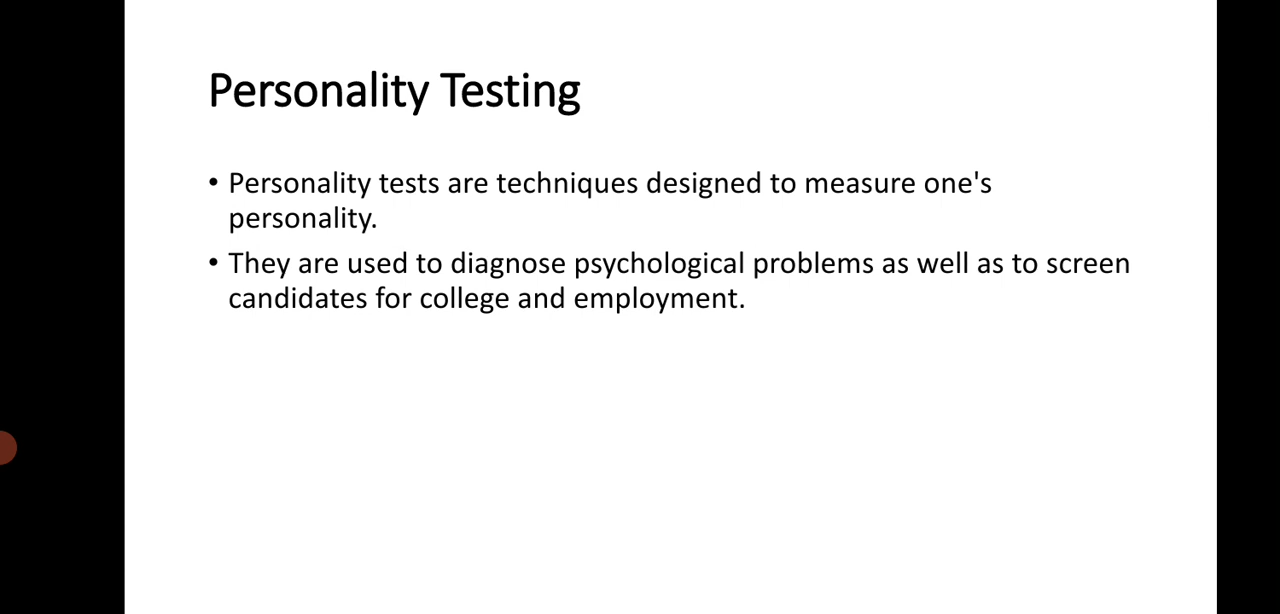 Personality Testing
• Personality tests are techniques designed to measure one's
personality.
• They are used to diagnose psychological problems as well as to screen
candidates for college and employment.